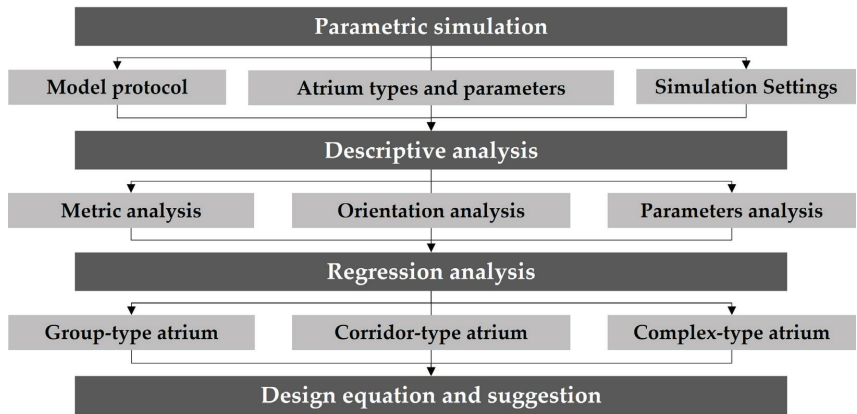 Parametric simulation
Model protocol
Atrium types and parameters
Simulation Settings
Descriptive analysis
Metric analysis
Orientation analysis
Parameters analysis
Regression analysis
Group-type atrium
Corridor-type atrium
Complex-type atrium
Design equation and suggestion